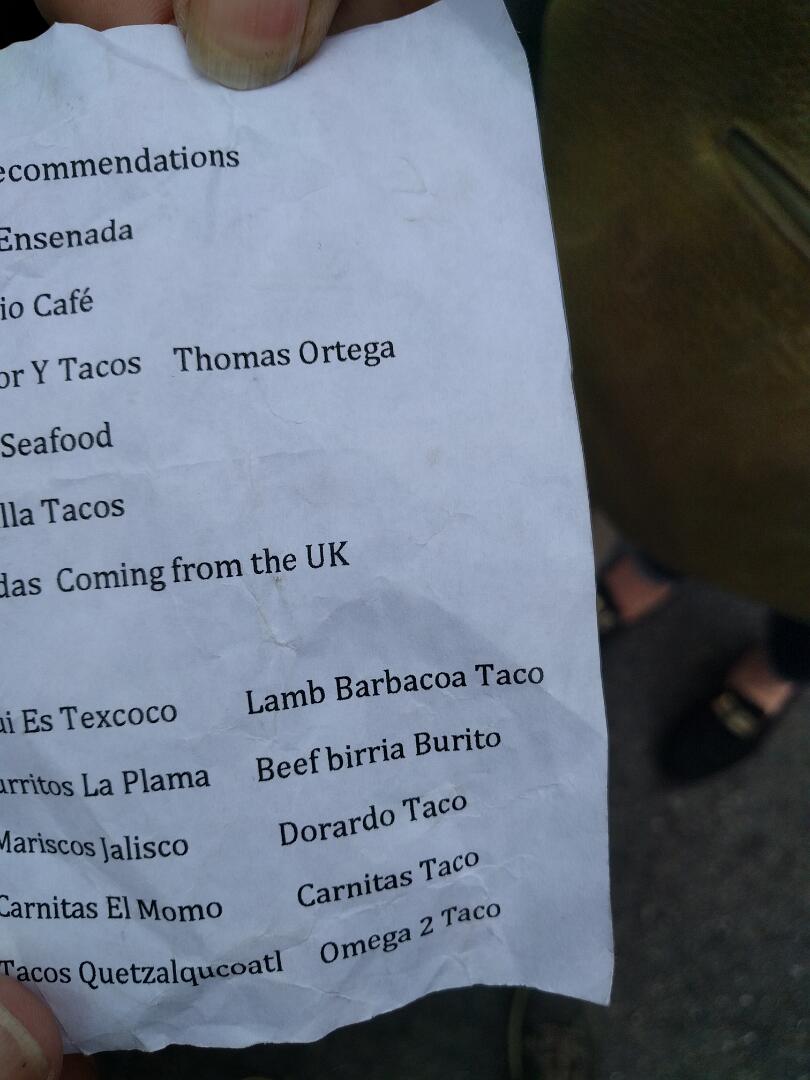 ecommendations
Ensenada
io Café
or Y Tacos Thomas Ortega
Seafood
lla Tacos
das Coming from the UK
ui Es Texcoco Lamb Barbacoa Taco
urritos La Plama Beef birria Burito
Mariscos Jalisco Dorardo Taco
Carnitas El Momo Carnitas Taco
Tacos Quetzalqucoatl Omega 2 Taco